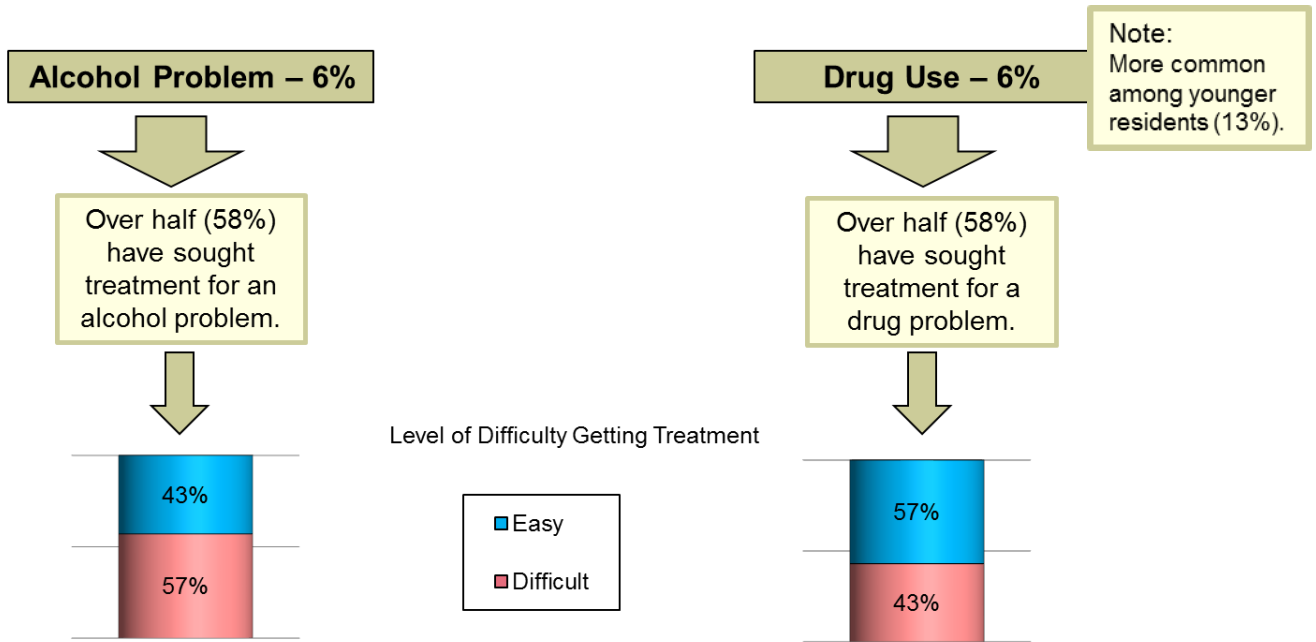 Alcohol Problem – 6%
Over half (58%)
have sought
treatment for an
alcohol problem.
43%
57%
Level of Difficulty Getting Treatment
Easy
Difficult
Drug Use – 6%
Note:
More common
among younger
residents (13%).
Over half (58%)
have sought
treatment for a
drug problem.
57%
43%